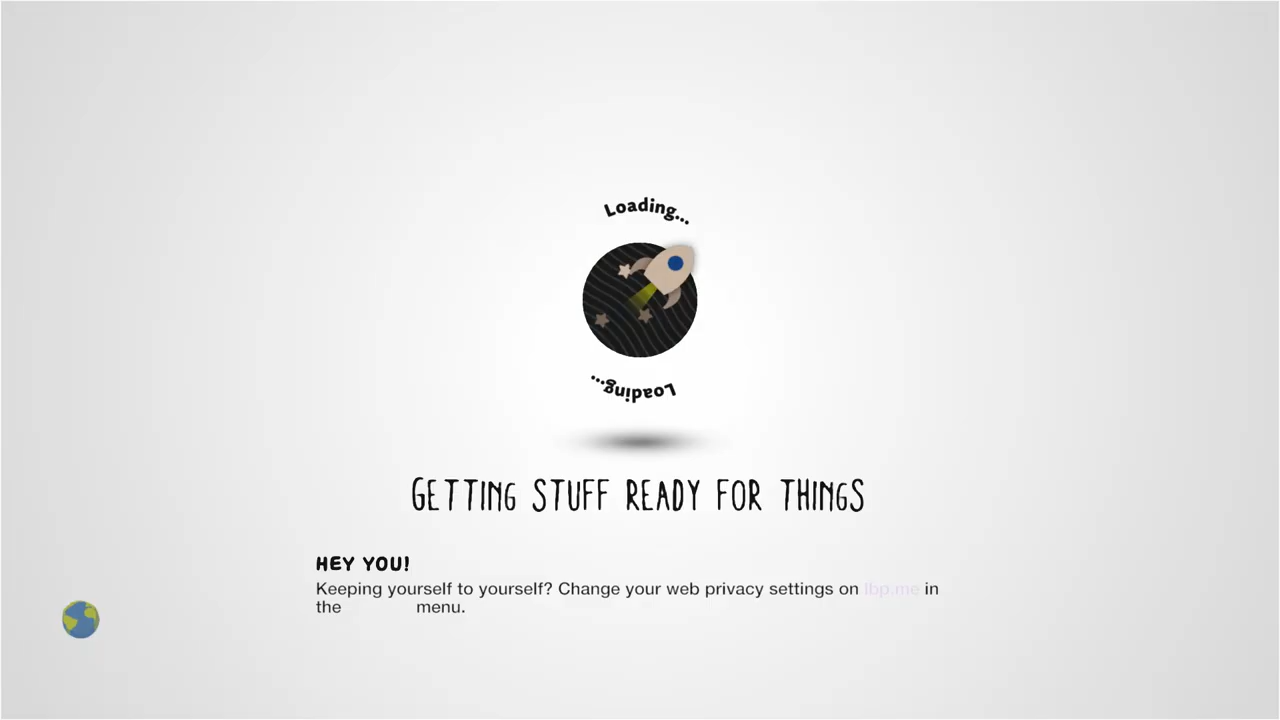 Loading...
Loading...
GETTING STUFF READY FOR THINGS
HEY YOU!
Keeping yourself to yourself? Change your web privacy settings on lbp.me in
the menu.